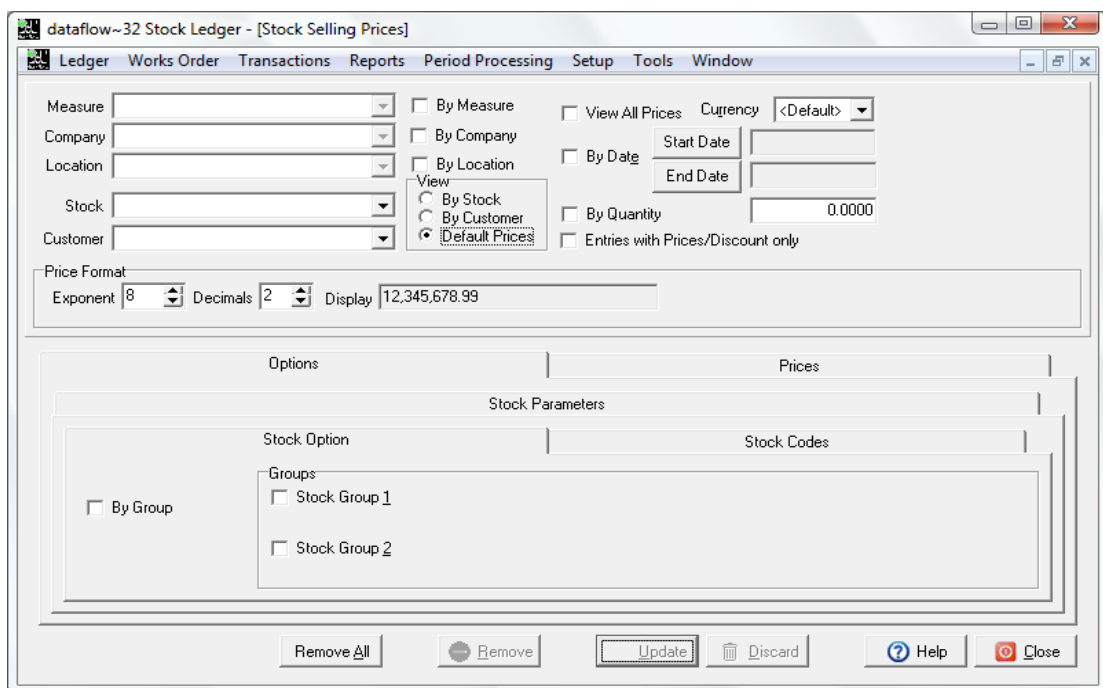 dataflow~32 Stock Ledger - [Stock Selling Prices]
Ledger Works Order Transactions Reports Period Processing Setup Tools Window
Measure
By Measure
View All Prices
Currency
<Default>
Company
By Company
Start Date
Location
By Location
By Date
End Date
View
Stock
By Stock
By Customer
By Quantity
0.0000
Customer
Default Prices
Entries with Prices/Discount only
Price Format
Exponent 8
Decimals 2
Display 12,345,678.99
Options
Prices
Stock Parameters
Stock Option
Stock Codes
Groups
By Group
Stock Group 1
Stock Group 2
Remove All
Remove
Update
Discard
Help
Close